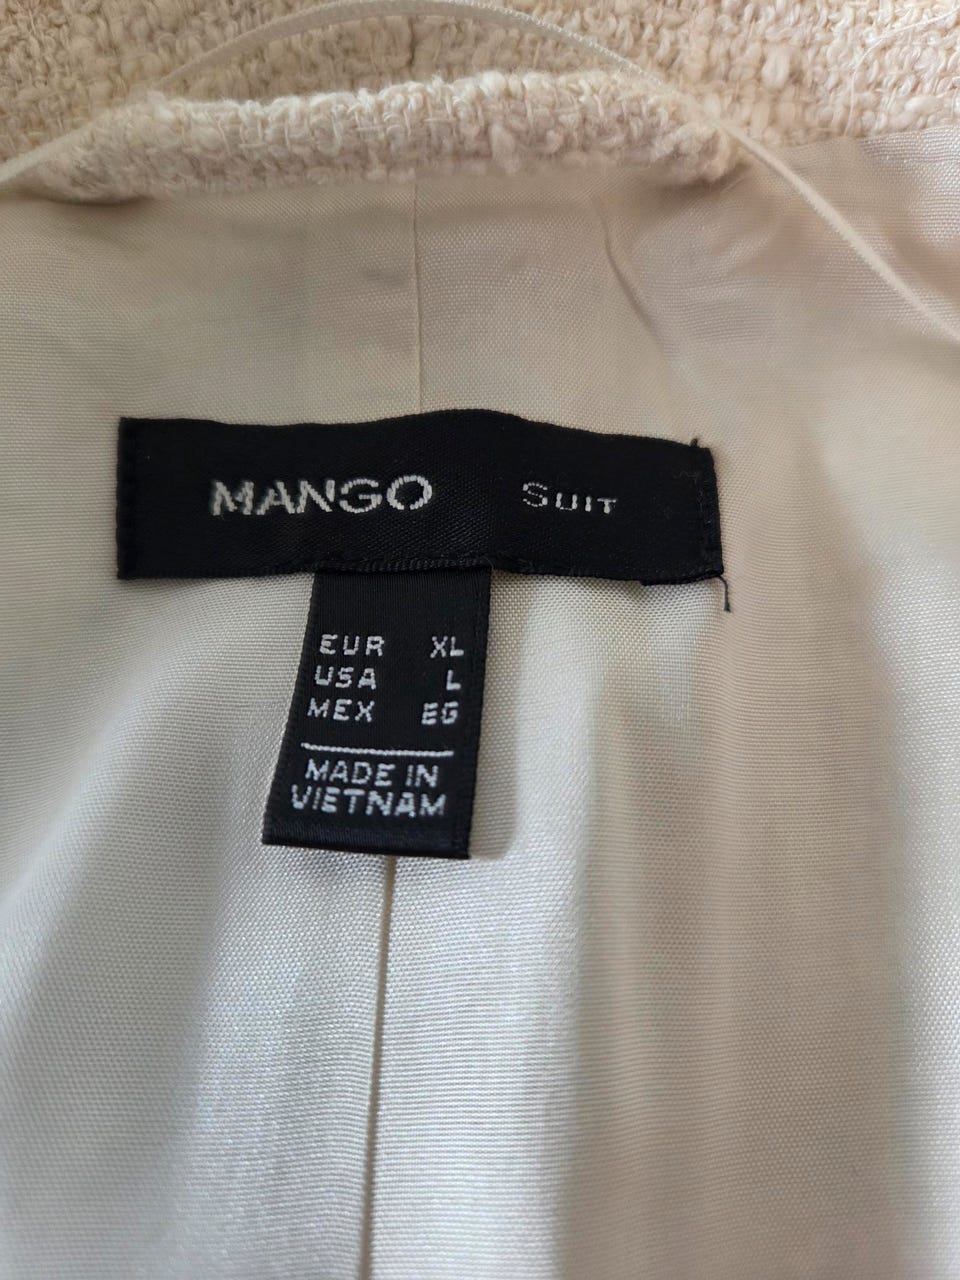 MANGO SUIT
EUR XL
USA L
MEX EG
MADE IN
VIETNAM